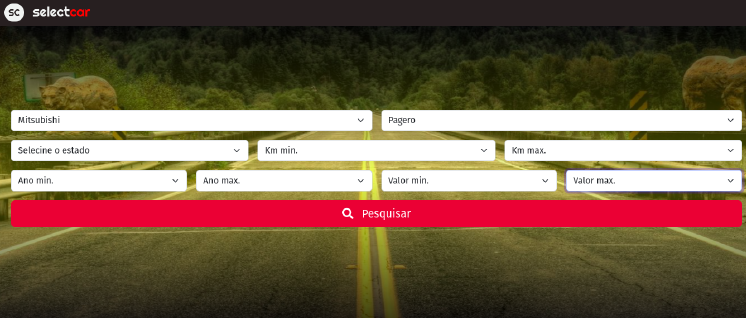 SC selectcar
Mitsubishi Pagero
Selecine o estado Km min. Km max.
Ano min. Ano max. Valor min. Valor max.
Pesquisar